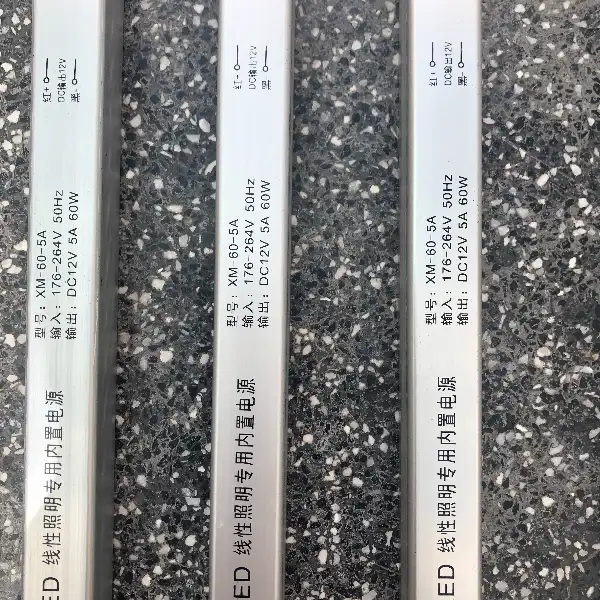 ED 线性照明专用内置电源
型号: XM-60-5A
输入: 176-264V 50Hz
输出: DC12V 5A 60W
红+
DC输出12V
黑-
ED 线性照明专用内置电源
型号: XM-60-5A
输入: 176-264V 50Hz
输出: DC12V 5A 60W
红+
DC输出12V
黑-
ED 线性照明专用内置电源
型号: XM-60-5A
输入: 176-264V 50Hz
输出: DC12V 5A 60W
红+
DC输出12V
黑-